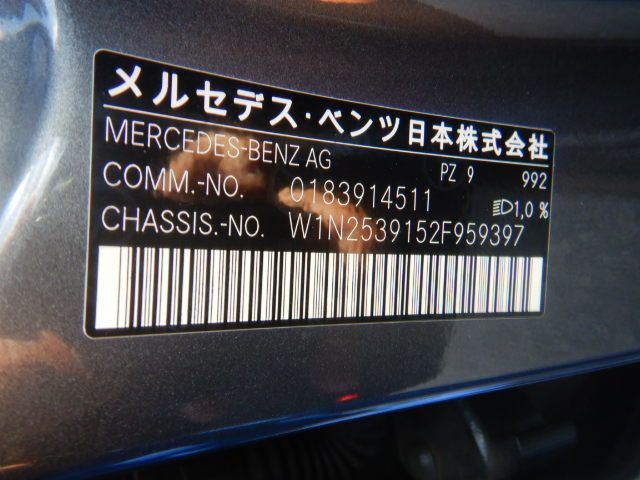 メルセデス・ベンツ日本株式会社
MERCEDES-BENZ AG PZ 9 992
COMM.-NO. 0183914511 1,0 %
CHASSIS.-NO. W1N2539152F959397